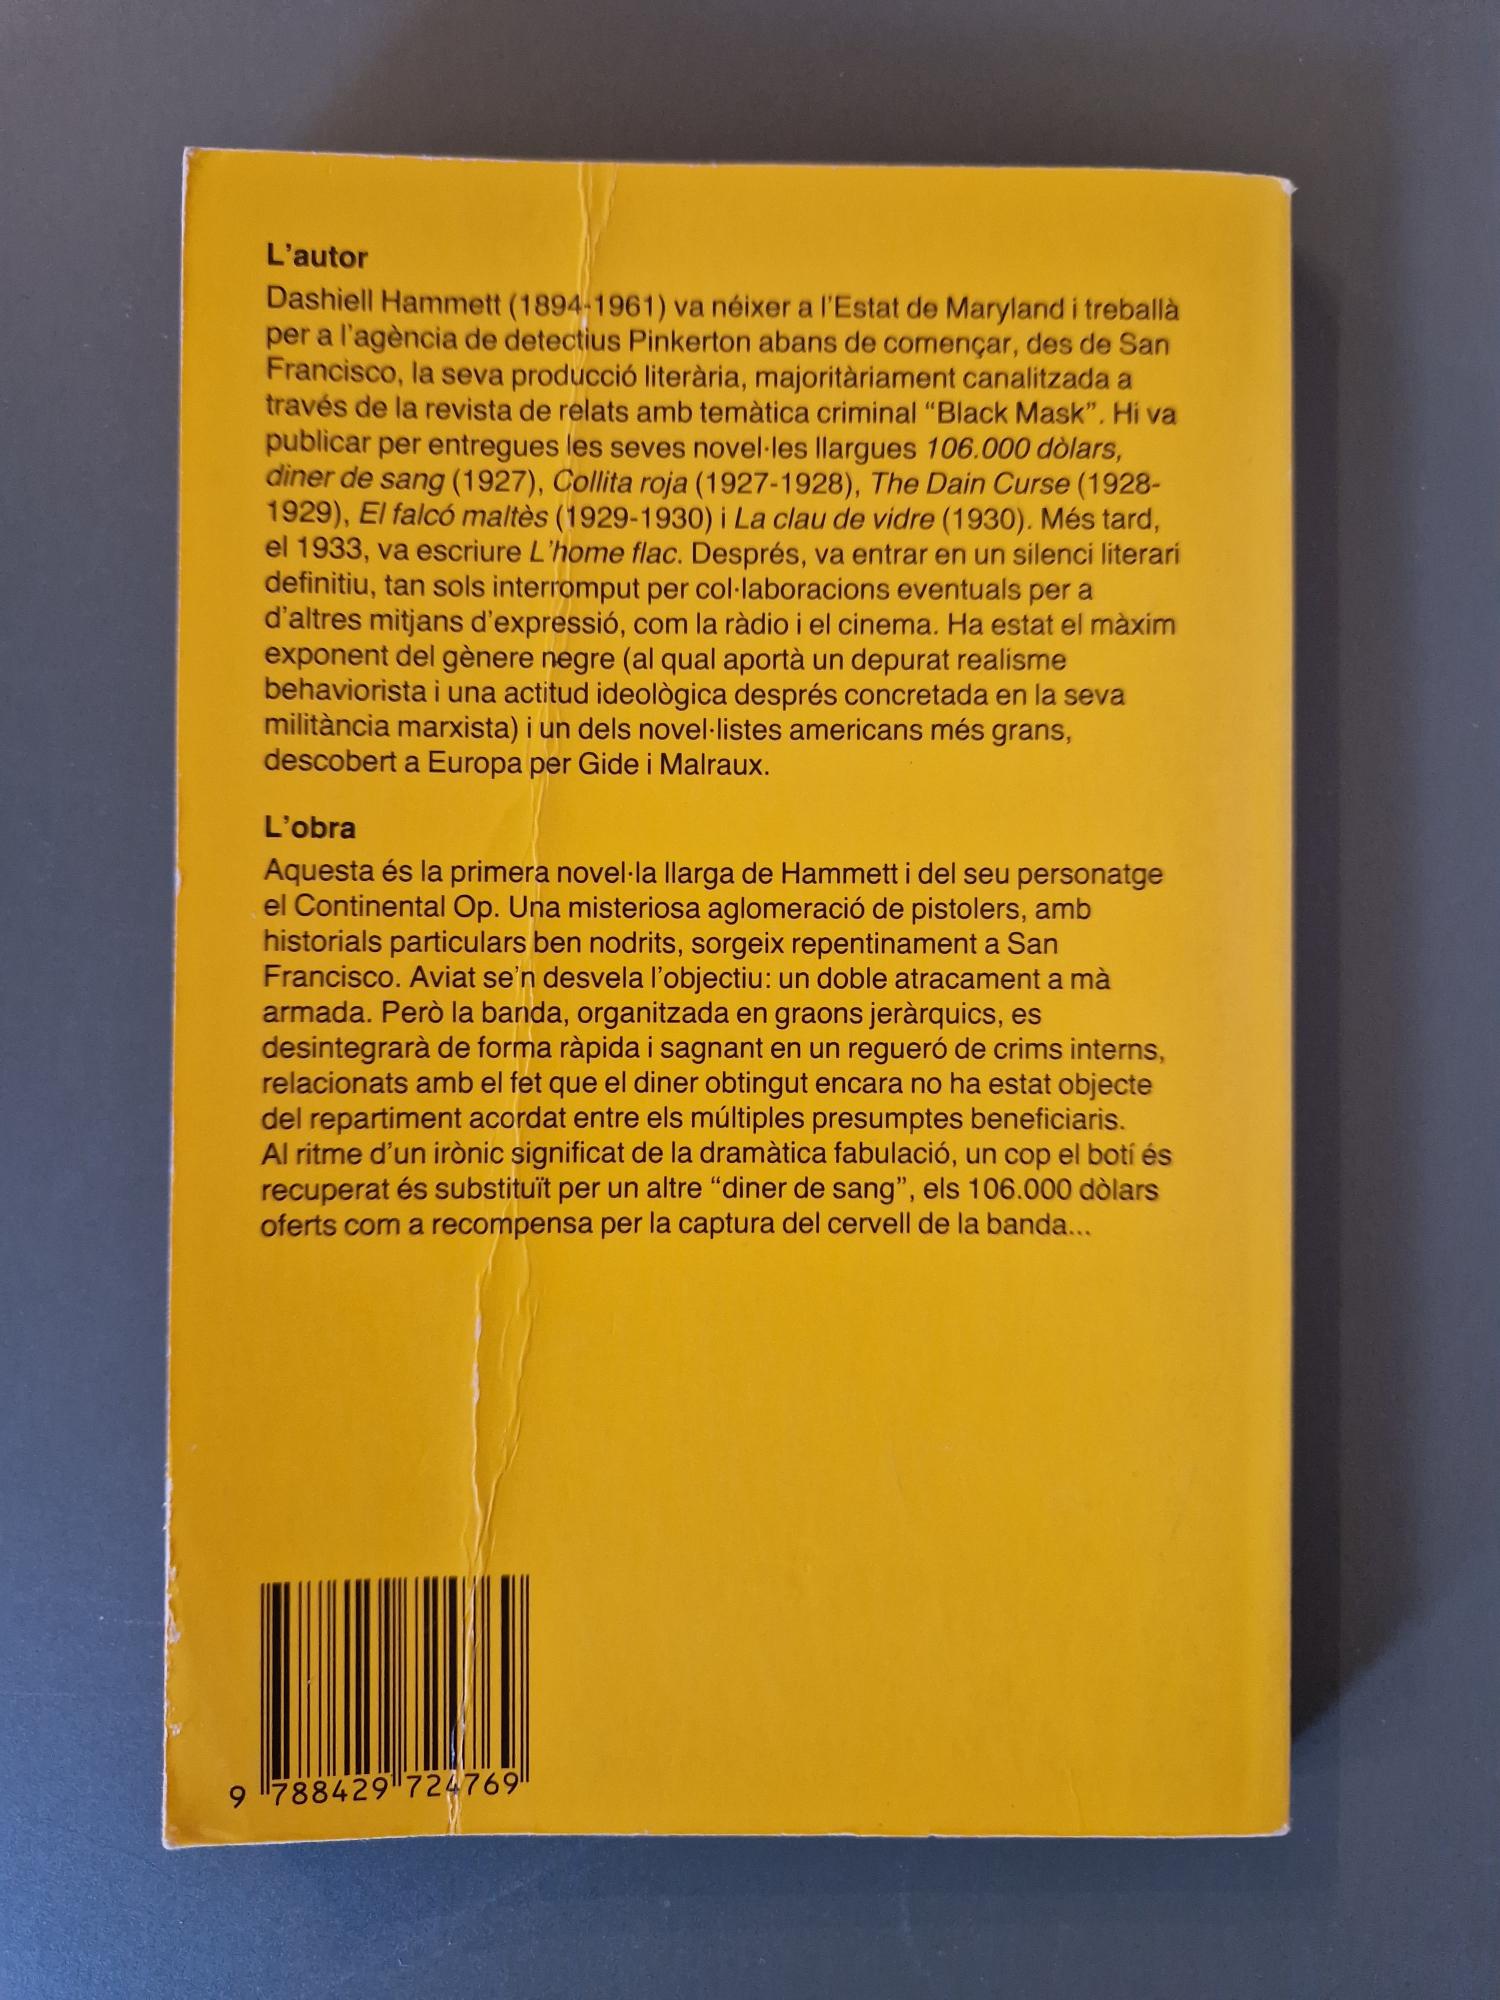 L'autor
Dashiell Hammett (1894-1961) va néixer a l'Estat de Maryland i treballà
per a l'agència de detectius Pinkerton abans de començar, des de San
Francisco, la seva producció literària, majoritàriament canalitzada a
través de la revista de relats amb temàtica criminal “Black Mask”. Hi va
publicar per entregues les seves novel·les llargues 106.000 dòlars,
diner de sang (1927), Collita roja (1927-1928), The Dain Curse (1928-
1929), El falcó maltès (1929-1930) i La clau de vidre (1930). Més tard,
el 1933, va escriure L'home flac. Després, va entrar en un silenci literari
definitiu, tan sols interromput per col·laboracions eventuals per a
d'altres mitjans d'expressió, com la ràdio i el cinema. Ha estat el màxim
exponent del gènere negre (al qual aportà un depurat realisme
behaviorista i una actitud ideològica després concretada en la seva
militància marxista) i un dels novel·listes americans més grans,
descobert a Europa per Gide i Malraux.
L'obra
Aquesta és la primera novel·la llarga de Hammett i del seu personatge
el Continental Op. Una misteriosa aglomeració de pistolers, amb
historials particulars ben nodrits, sorgeix repentinament a San
Francisco. Aviat se'n desvela l'objectiu: un doble atracament a mà
armada. Però la banda, organitzada en graons jeràrquics, es
desintegrarà de forma ràpida i sagnant en un regueró de crims interns,
relacionats amb el fet que el diner obtingut encara no ha estat objecte
del repartiment acordat entre els múltiples presumptes beneficiaris.
Al ritme d'un irònic significat de la dramàtica fabulació, un cop el botí és
recuperat és substituït per un altre “diner de sang”, els 106.000 dòlars
oferts com a recompensa per la captura del cervell de la banda...
9 788429 724769